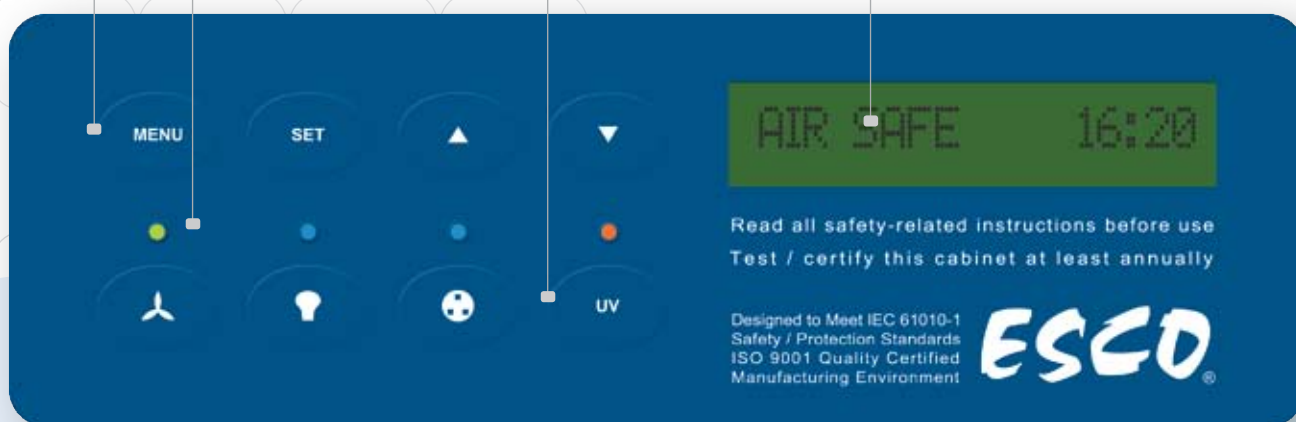 MENU SET ▲ ▼
UV
AIR SAFE 16:20
Read all safety-related instructions before use
Test / certify this cabinet at least annually
Designed to Meet IEC 61010-1
Safety / Protection Standards
ISO 9001 Quality Certified
Manufacturing Environment
ESCO®